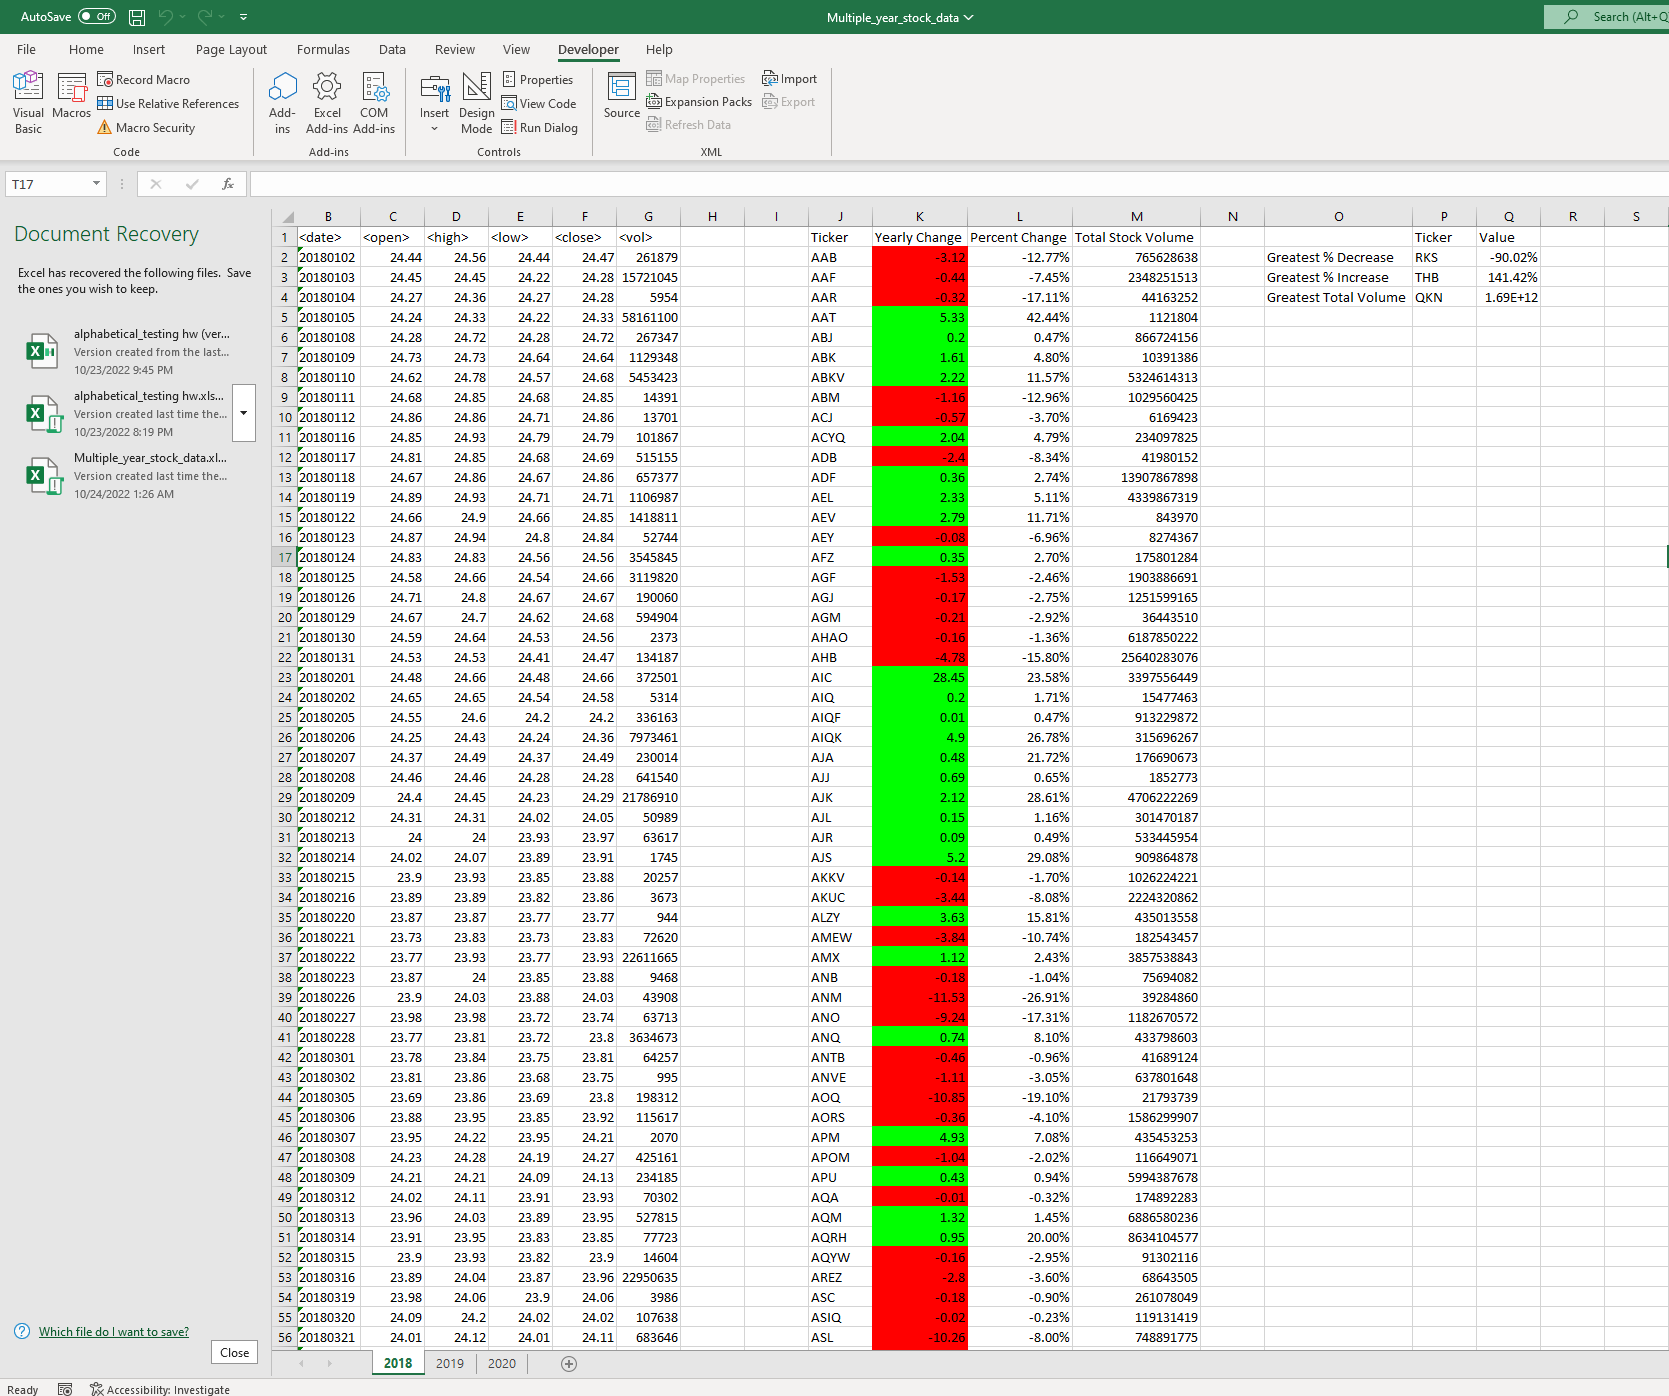 AutoSave Off
Multiple_year_stock_data
Search (Alt+Q
File Home Insert Page Layout Formulas Data Review View Developer Help
Visual Basic
Macros
Record Macro
Use Relative References
Macro Security
Code
Add-ins
Excel Add-ins
COM Add-ins
Add-ins
Insert
Design Mode
Properties
View Code
Run Dialog
Controls
Source
Map Properties
Expansion Packs
Refresh Data
Import
Export
XML
T17
fx
Document Recovery
Excel has recovered the following files. Save
the ones you wish to keep.
alphabetical_testing hw (ver...
Version created from the last...
10/23/2022 9:45 PM
alphabetical_testing hw.xls...
Version created last time the...
10/23/2022 8:19 PM
Multiple_year_stock_data.xl...
Version created last time the...
10/24/2022 1:26 AM
Which file do I want to save?
Close
B C D E F G H I J K L M N O P Q R S
1 <date> <open> <high> <low> <close> <vol> Ticker Yearly Change Percent Change Total Stock Volume Ticker Value
2 20180102 24.44 24.56 24.44 24.47 261879 AAB -3.12 -12.77% 765628638 Greatest % Decrease RKS -90.02%
3 20180103 24.45 24.45 24.22 24.28 15721045 AAF -0.44 -7.45% 2348251513 Greatest % Increase THB 141.42%
4 20180104 24.27 24.36 24.27 24.28 5954 AAR -0.32 -17.11% 44163252 Greatest Total Volume QKN 1.69E+12
5 20180105 24.24 24.33 24.22 24.33 58161100 AAT 5.33 42.44% 1121804
6 20180108 24.28 24.72 24.28 24.72 267347 ABJ 0.2 0.47% 866724156
7 20180109 24.73 24.73 24.64 24.64 1129348 ABK 1.61 4.80% 10391386
8 20180110 24.62 24.78 24.57 24.68 5453423 ABKV 2.22 11.57% 5324614313
9 20180111 24.68 24.85 24.68 24.85 14391 ABM -1.16 -12.96% 1029560425
10 20180112 24.86 24.86 24.71 24.86 13701 ACJ -0.57 -3.70% 6169423
11 20180116 24.85 24.93 24.79 24.79 101867 ACYQ 2.04 4.79% 234097825
12 20180117 24.81 24.85 24.68 24.69 515155 ADB -2.4 -8.34% 41980152
13 20180118 24.67 24.86 24.67 24.86 657377 ADF 0.36 2.74% 13907867898
14 20180119 24.89 24.93 24.71 24.71 1106987 AEL 2.33 5.11% 4339867319
15 20180122 24.66 24.9 24.66 24.85 1418811 AEV 2.79 11.71% 843970
16 20180123 24.87 24.94 24.8 24.84 52744 AEY -0.08 -6.96% 8274367
17 20180124 24.83 24.83 24.56 24.56 3545845 AFZ 0.35 2.70% 175801284
18 20180125 24.58 24.66 24.54 24.66 3119820 AGF -1.53 -2.46% 1903886691
19 20180126 24.71 24.8 24.67 24.67 190060 AGJ -0.17 -2.75% 1251599165
20 20180129 24.67 24.7 24.62 24.68 594904 AGM -0.21 -2.92% 36443510
21 20180130 24.59 24.64 24.53 24.56 2373 AHAO -0.16 -1.36% 6187850222
22 20180131 24.53 24.53 24.41 24.47 134187 AHB -4.78 -15.80% 25640283076
23 20180201 24.48 24.66 24.48 24.66 372501 AIC 28.45 23.58% 3397556449
24 20180202 24.65 24.65 24.54 24.58 5314 AIQ 0.2 1.71% 15477463
25 20180205 24.55 24.6 24.2 24.2 336163 AIQF 0.01 0.47% 913229872
26 20180206 24.25 24.43 24.24 24.36 7973461 AIQK 4.9 26.78% 315696267
27 20180207 24.37 24.49 24.37 24.49 230014 AJA 0.48 21.72% 176690673
28 20180208 24.46 24.46 24.28 24.28 641540 AJJ 0.69 0.65% 1852773
29 20180209 24.4 24.45 24.23 24.29 21786910 AJK 2.12 28.61% 4706222269
30 20180212 24.31 24.31 24.02 24.05 50989 AJL 0.15 1.16% 301470187
31 20180213 24 24 23.93 23.97 63617 AJR 0.09 0.49% 533445954
32 20180214 24.02 24.07 23.89 23.91 1745 AJS 5.2 29.08% 909864878
33 20180215 23.9 23.93 23.85 23.88 20257 AKKV -0.14 -1.70% 1026224221
34 20180216 23.89 23.89 23.82 23.86 3673 AKUC -3.44 -8.08% 2224320862
35 20180220 23.87 23.87 23.77 23.77 944 ALZY 3.63 15.81% 435013558
36 20180221 23.73 23.83 23.73 23.83 72620 AMEW -3.84 -10.74% 182543457
37 20180222 23.77 23.93 23.77 23.93 22611665 AMX 1.12 2.43% 3857538843
38 20180223 23.87 24 23.85 23.88 9468 ANB -0.18 -1.04% 75694082
39 20180226 23.9 24.03 23.88 24.03 43908 ANM -11.53 -26.91% 39284860
40 20180227 23.98 23.98 23.72 23.74 63713 ANO -9.24 -17.31% 1182670572
41 20180228 23.77 23.81 23.72 23.8 3634673 ANQ 0.74 8.10% 433798603
42 20180301 23.78 23.84 23.75 23.81 64257 ANTB -0.46 -0.96% 41689124
43 20180302 23.81 23.86 23.68 23.75 995 ANVE -1.11 -3.05% 637801648
44 20180305 23.69 23.86 23.69 23.8 198312 AOQ -10.85 -19.10% 21793739
45 20180306 23.88 23.95 23.85 23.92 115617 AORS -0.36 -4.10% 1586299907
46 20180307 23.95 24.22 23.95 24.21 2070 APM 4.93 7.08% 435453253
47 20180308 24.23 24.28 24.19 24.27 425161 APOM -1.04 -2.02% 116649071
48 20180309 24.21 24.21 24.09 24.13 234185 APU 0.43 0.94% 5994387678
49 20180312 24.02 24.11 23.91 23.93 70302 AQA -0.01 -0.32% 174892283
50 20180313 23.96 24.03 23.89 23.95 527815 AQM 1.32 1.45% 6886580236
51 20180314 23.91 23.95 23.83 23.85 77723 AQRH 0.95 20.00% 8634104577
52 20180315 23.9 23.93 23.82 23.9 14604 AQYW -0.16 -2.95% 91302116
53 20180316 23.89 24.04 23.87 23.96 22950635 AREZ -2.8 -3.60% 68643505
54 20180319 23.98 24.06 23.9 24.06 3986 ASC -0.18 -0.90% 261078049
55 20180320 24.09 24.2 24.02 24.02 107638 ASIQ -0.02 -0.23% 119131419
56 20180321 24.01 24.12 24.01 24.11 683646 ASL -10.26 -8.00% 748891775
2018 2019 2020
Ready
Accessibility: Investigate